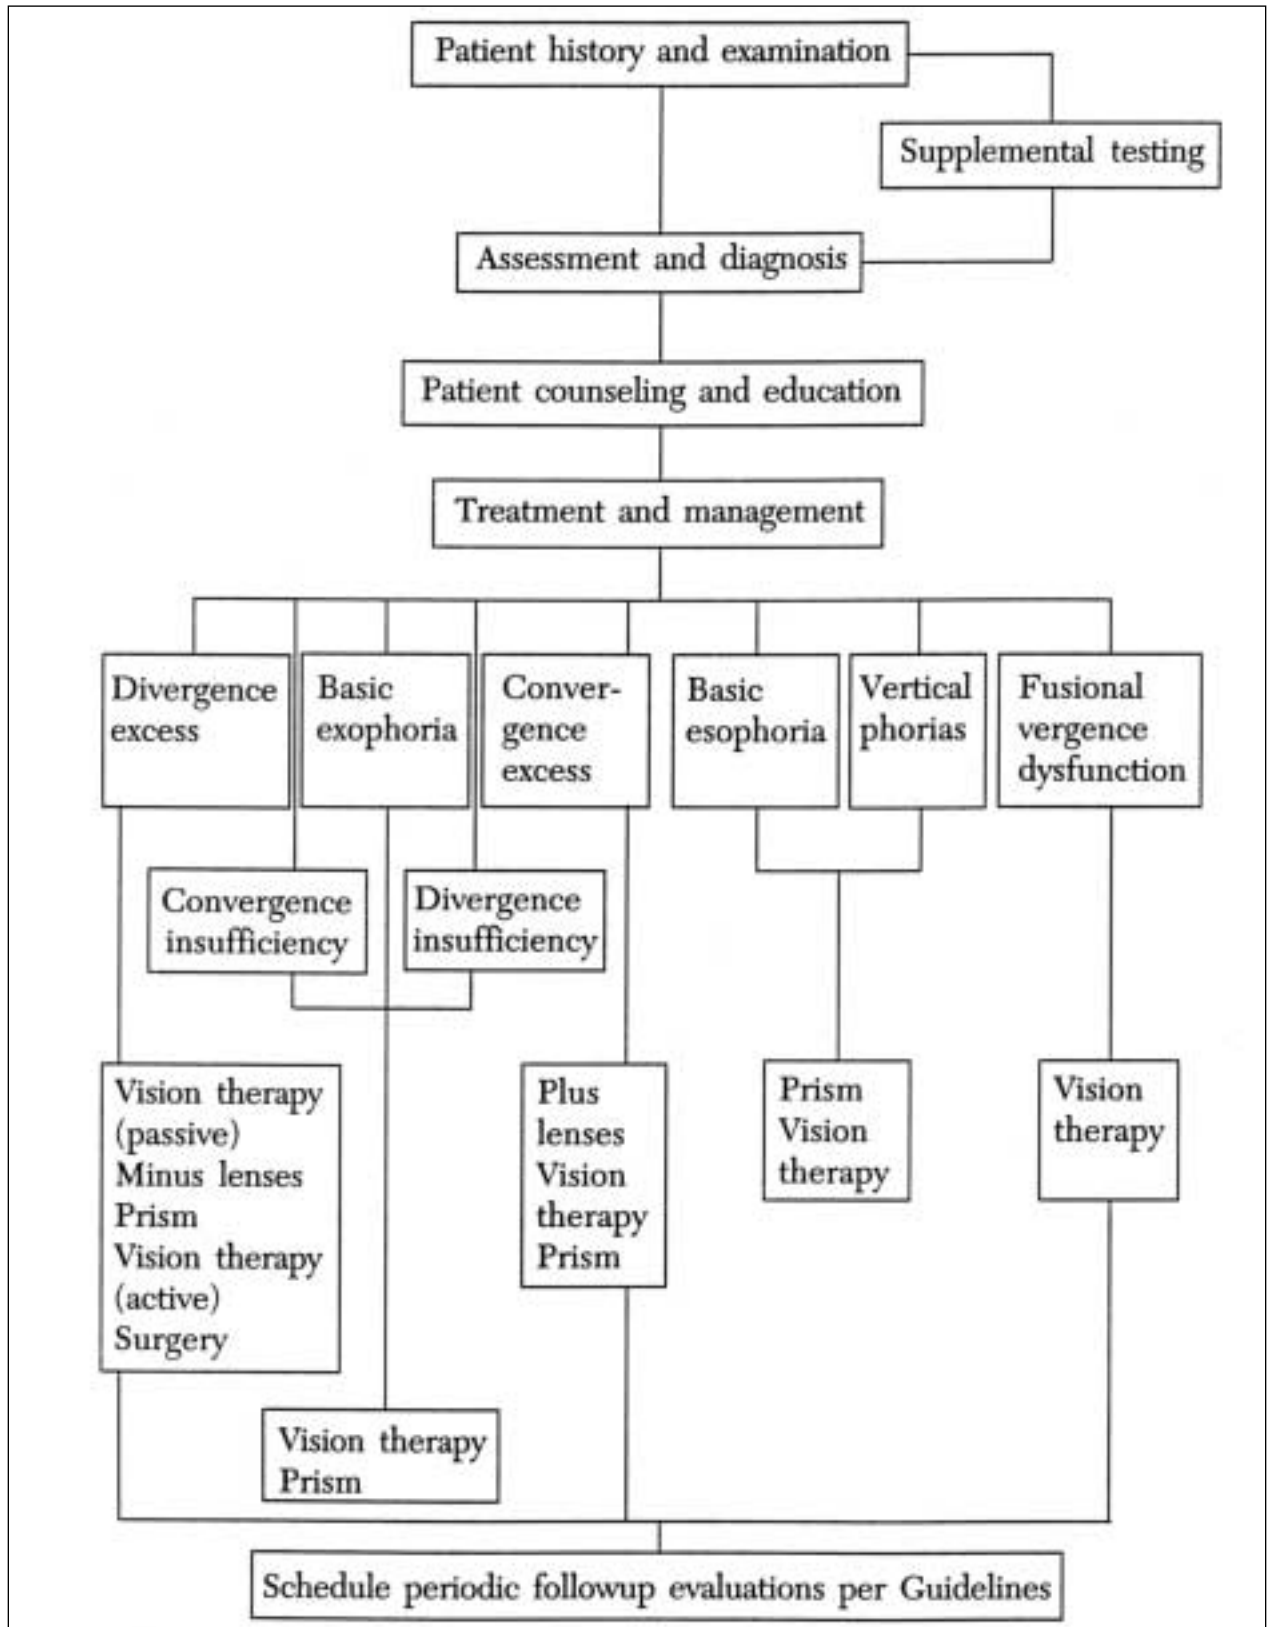 Patient history and examination
Supplemental testing
Assessment and diagnosis
Patient counseling and education
Treatment and management
Divergence
excess
Basic
exophoria
Conver-
gence
excess
Basic
esophoria
Vertical
phorias
Fusional
vergence
dysfunction
Convergence
insufficiency
Divergence
insufficiency
Vision therapy
(passive)
Minus lenses
Prism
Vision therapy
(active)
Surgery
Plus
lenses
Vision
therapy
Prism
Prism
Vision
therapy
Vision
therapy
Vision therapy
Prism
Schedule periodic followup evaluations per Guidelines